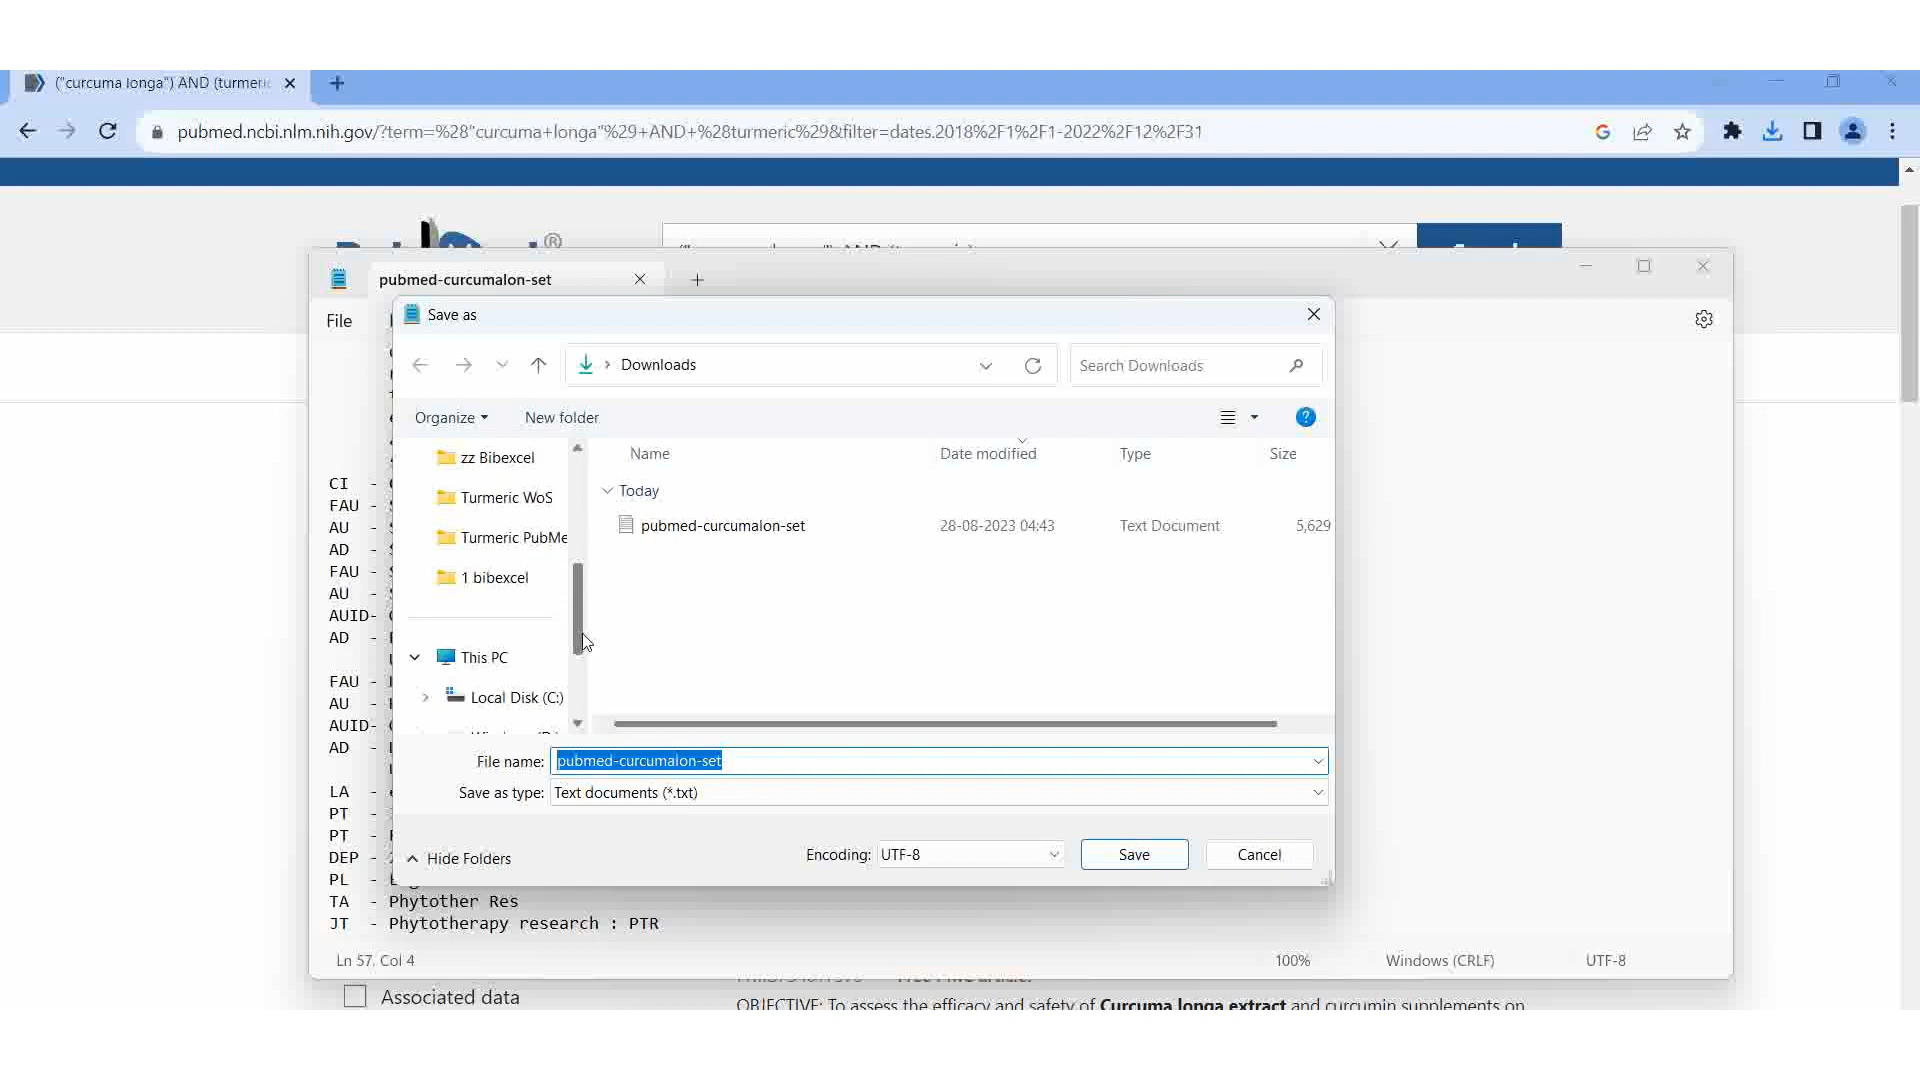 ("curcuma longa") AND (turmeric
pubmed.ncbi.nlm.nih.gov/?term=%28"curcuma+longa"%29+AND+%28turmeric%29&filter=dates.2018%2F1%2F1-2022%2F12%2F31
pubmed-curcumalon-set
File
Save as
Downloads
Search Downloads
Organize
New folder
zz Bibexcel
Turmeric WoS
Turmeric PubMe
1 bibexcel
This PC
Local Disk (C:)
Name
Date modified
Type
Size
Today
pubmed-curcumalon-set
28-08-2023 04:43
Text Document
5,629
File name: pubmed-curcumalon-set
Save as type: Text documents (*.txt)
Hide Folders
Encoding: UTF-8
Save
Cancel
CI -
FAU -
AU -
AD -
FAU -
AU -
AUID-
AD -
FAU -
AU -
AUID-
AD -
LA -
PT -
PT -
DEP -
PL -
TA - Phytother Res
JT - Phytotherapy research : PTR
Ln 57, Col 4
100%
Windows (CRLF)
UTF-8
Associated data
OBJECTIVE: To assess the efficacy and safety of Curcuma longa extract and curcumin supplements on